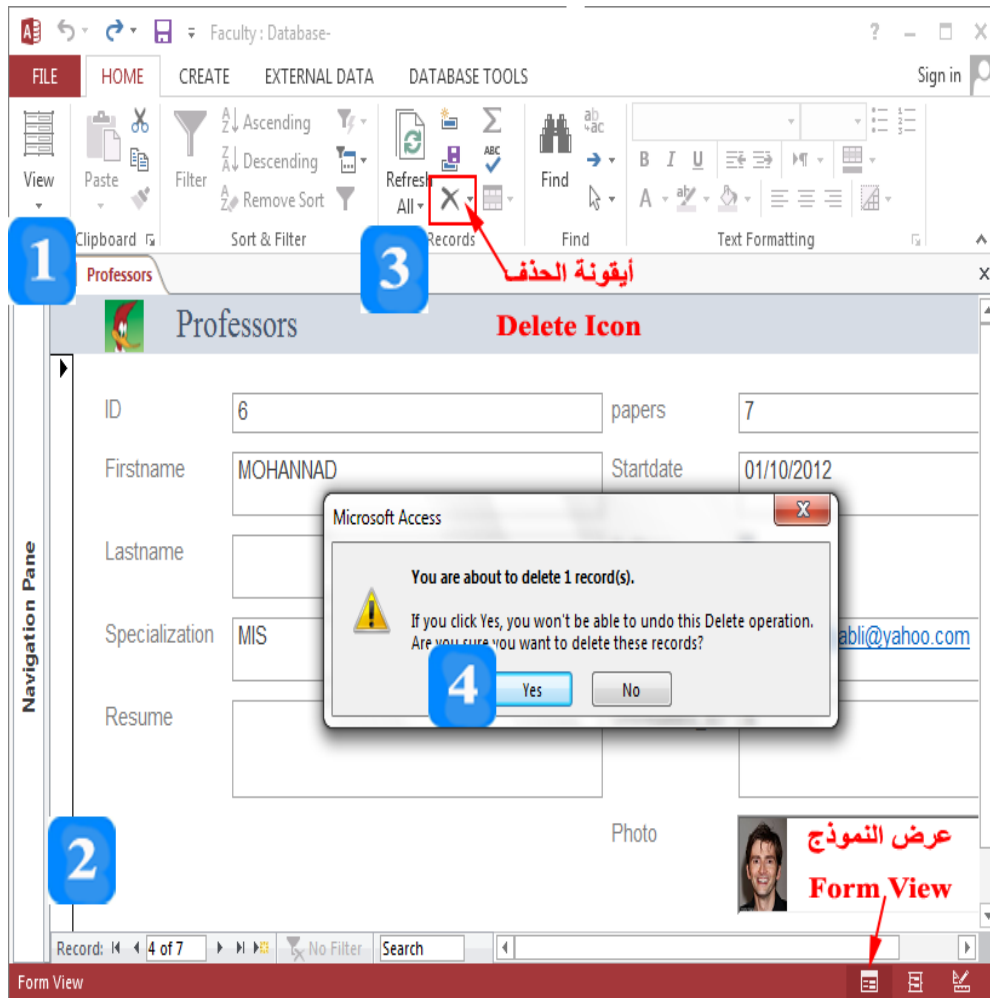 Faculty : Database-
?
FILE HOME CREATE EXTERNAL DATA DATABASE TOOLS Sign in
View
Paste
Filter
Ascending
Descending
Remove Sort
Refresh
All
ABC
Find
ab
ac
B I U
A
Clipboard Sort & Filter Records Find Text Formatting
1
3
Professors
أيقونة الحذف
Delete Icon
Professors
ID 6 papers 7
Firstname MOHANNAD Startdate 01/10/2012
Lastname
Specialization MIS abli@yahoo.com
Resume
Photo
Navigation Pane
Microsoft Access
You are about to delete 1 record(s).
If you click Yes, you won't be able to undo this Delete operation.
Are you sure you want to delete these records?
4
Yes No
2
عرض النموذج
Form View
Record: 4 of 7 No Filter Search
Form View